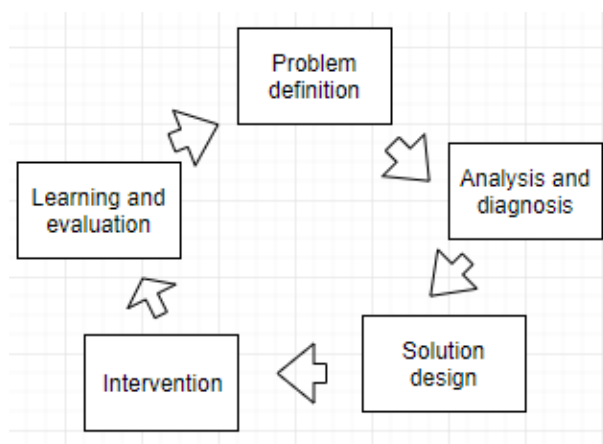 Problem
definition
Analysis and
diagnosis
Solution
design
Intervention
Learning and
evaluation